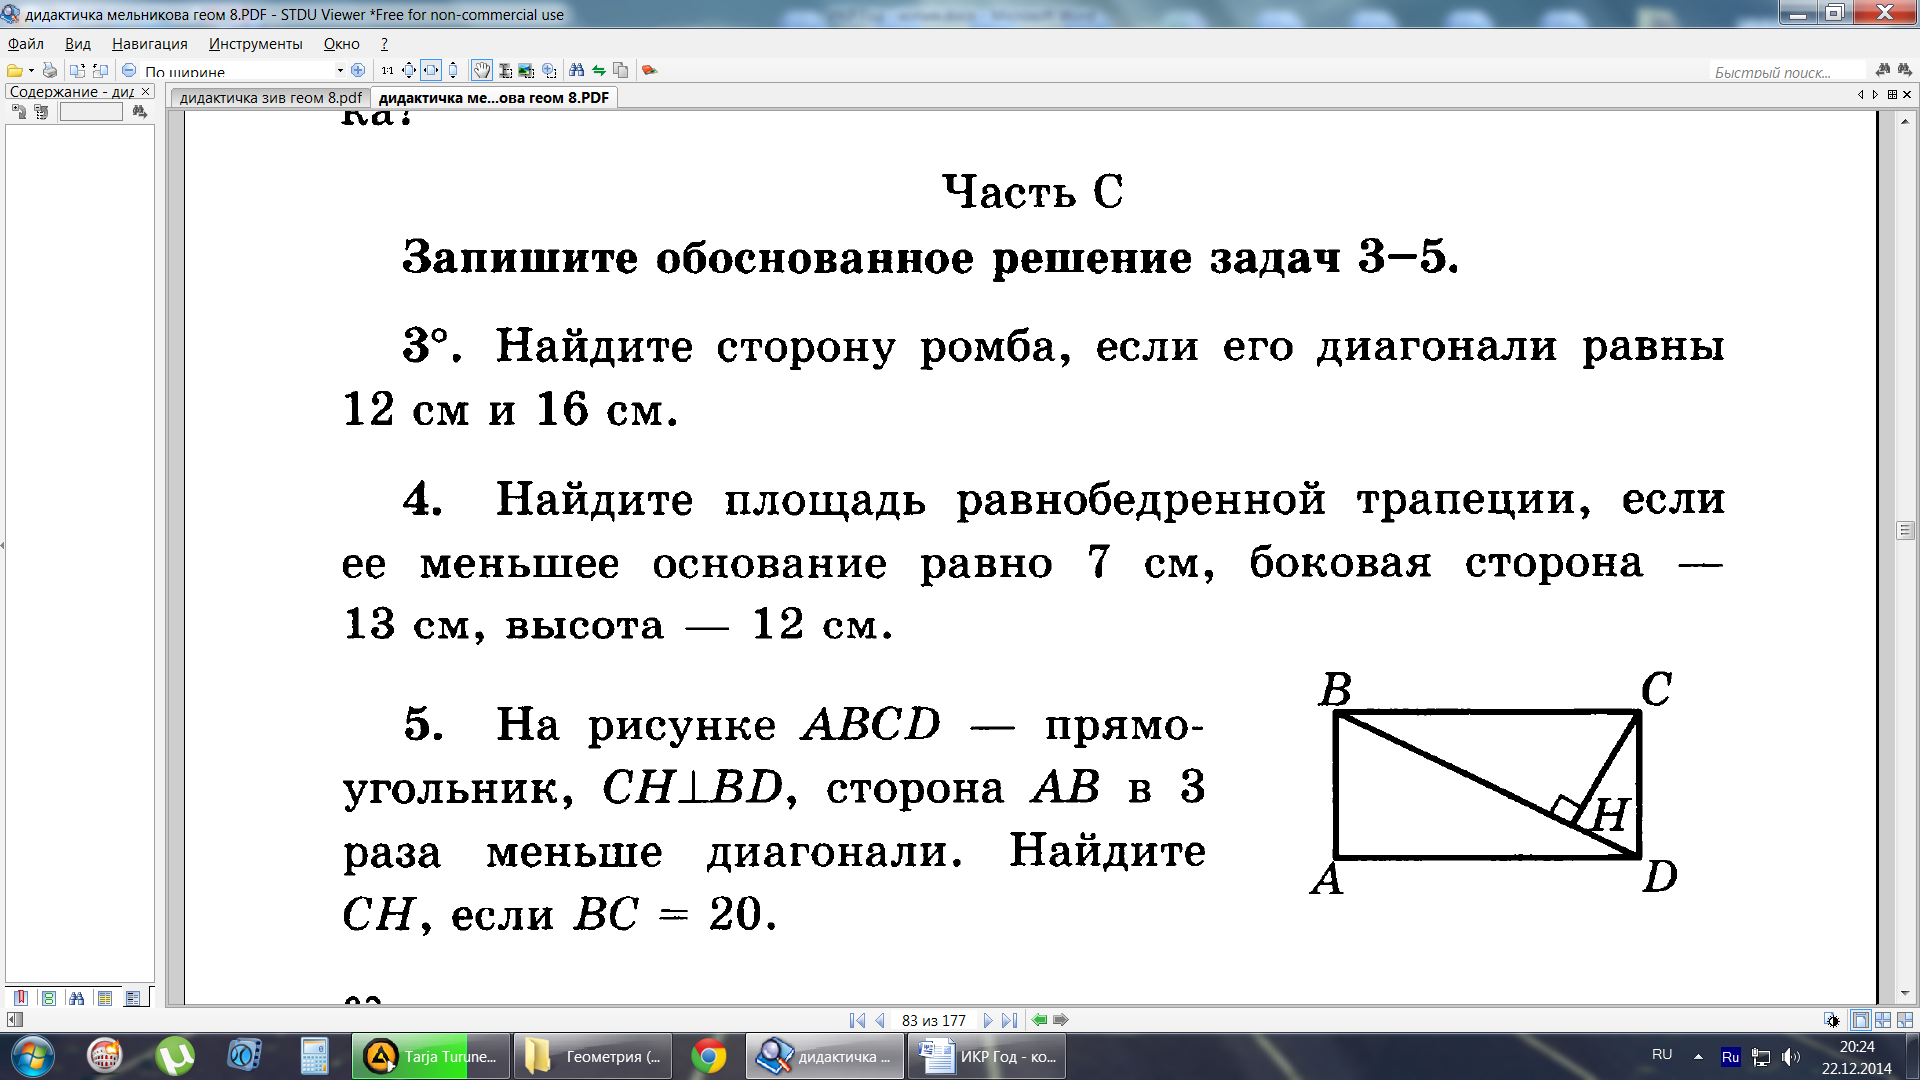 дидактичка мельникова геом 8.PDF - STDU Viewer *Free for non-commercial use
Файл Вид Навигация Инструменты Окно ?
По ширине 1:1 Быстрый поиск...
Содержание - дид
дидактичка зив геом 8.pdf дидактичка ме...ова геом 8.PDF
ка?
Часть С
Запишите обоснованное решение задач 3–5.
3°. Найдите сторону ромба, если его диагонали равны
12 см и 16 см.
4. Найдите площадь равнобедренной трапеции, если
ее меньшее основание равно 7 см, боковая сторона —
13 см, высота — 12 см.
5. На рисунке ABCD — прямо-
угольник, CH⊥BD, сторона AB в 3
раза меньше диагонали. Найдите
CH, если BC = 20.
B C
H
A D
83 из 177
Tarja Turune... Геометрия (... дидактичка ... ИКР Год - ко... RU Ru 20:24
22.12.2014